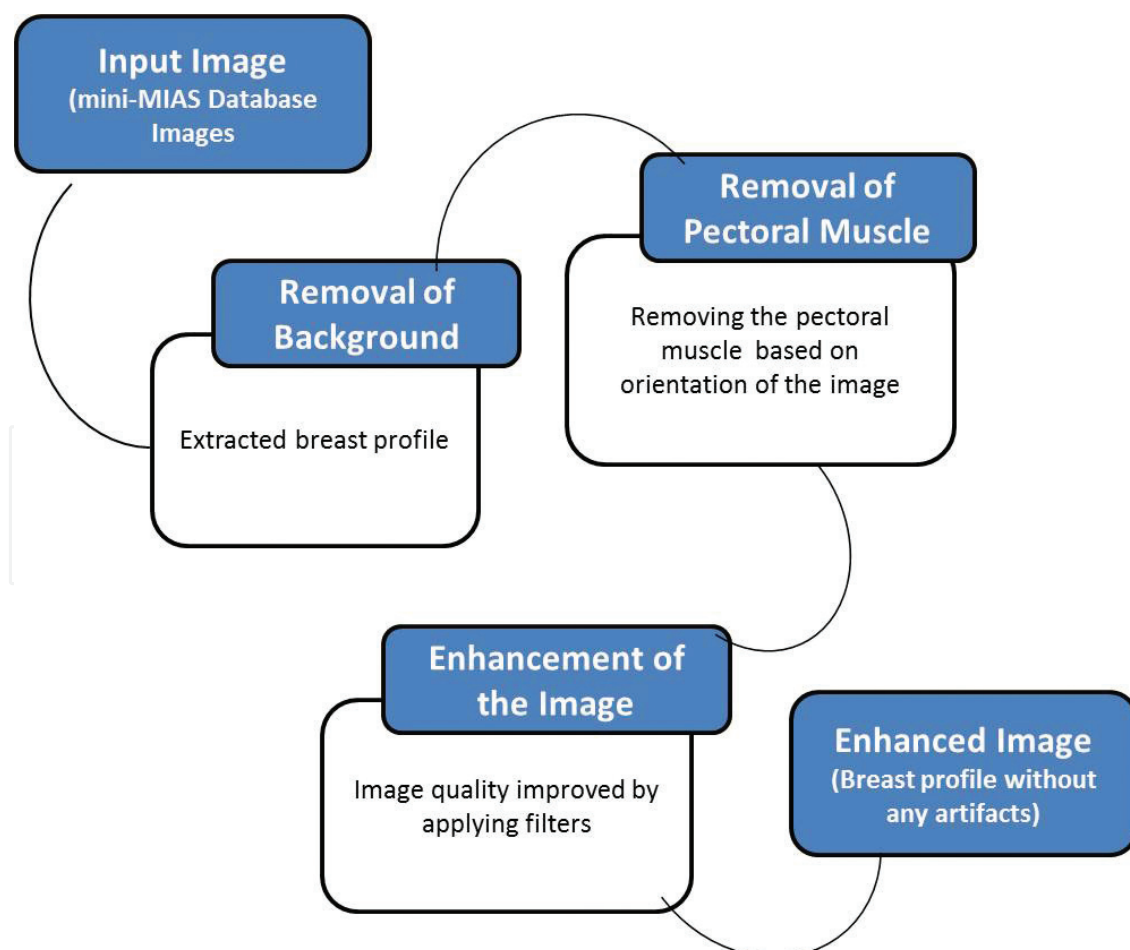 Input Image
(mini-MIAS Database
Images
Removal of
Background
Extracted breast profile
Removal of
Pectoral Muscle
Removing the pectoral
muscle based on
orientation of the image
Enhancement of
the Image
Image quality improved by
applying filters
Enhanced Image
(Breast profile without
any artifacts)